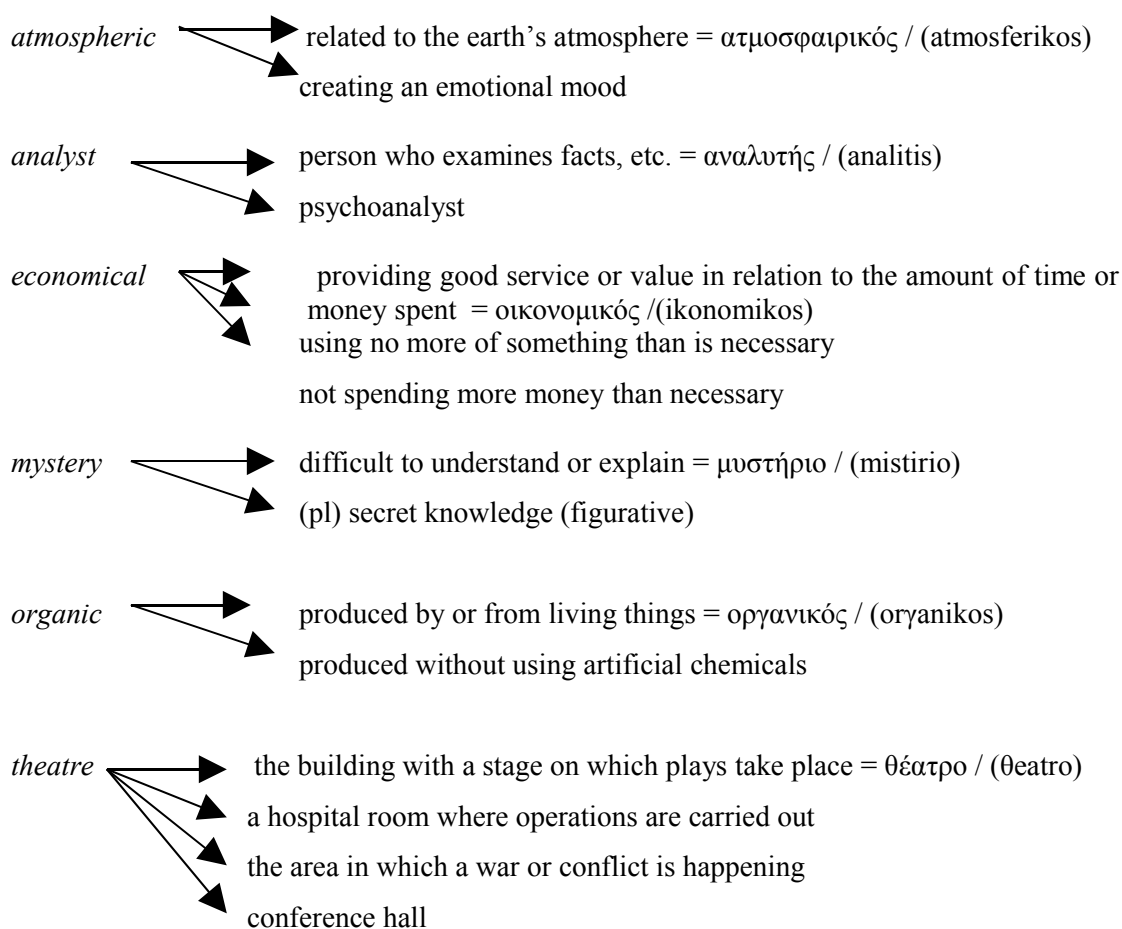 atmospheric related to the earth’s atmosphere = ατμοσφαιρικός / (atmosferikos)
creating an emotional mood
analyst person who examines facts, etc. = αναλυτής / (analitis)
psychoanalyst
economical providing good service or value in relation to the amount of time or
money spent = οικονομικός /(ikonomikos)
using no more of something than is necessary
not spending more money than necessary
mystery difficult to understand or explain = μυστήριο / (mistirio)
(pl) secret knowledge (figurative)
organic produced by or from living things = οργανικός / (orγanikos)
produced without using artificial chemicals
theatre the building with a stage on which plays take place = θέατρο / (θeatro)
a hospital room where operations are carried out
the area in which a war or conflict is happening
conference hall